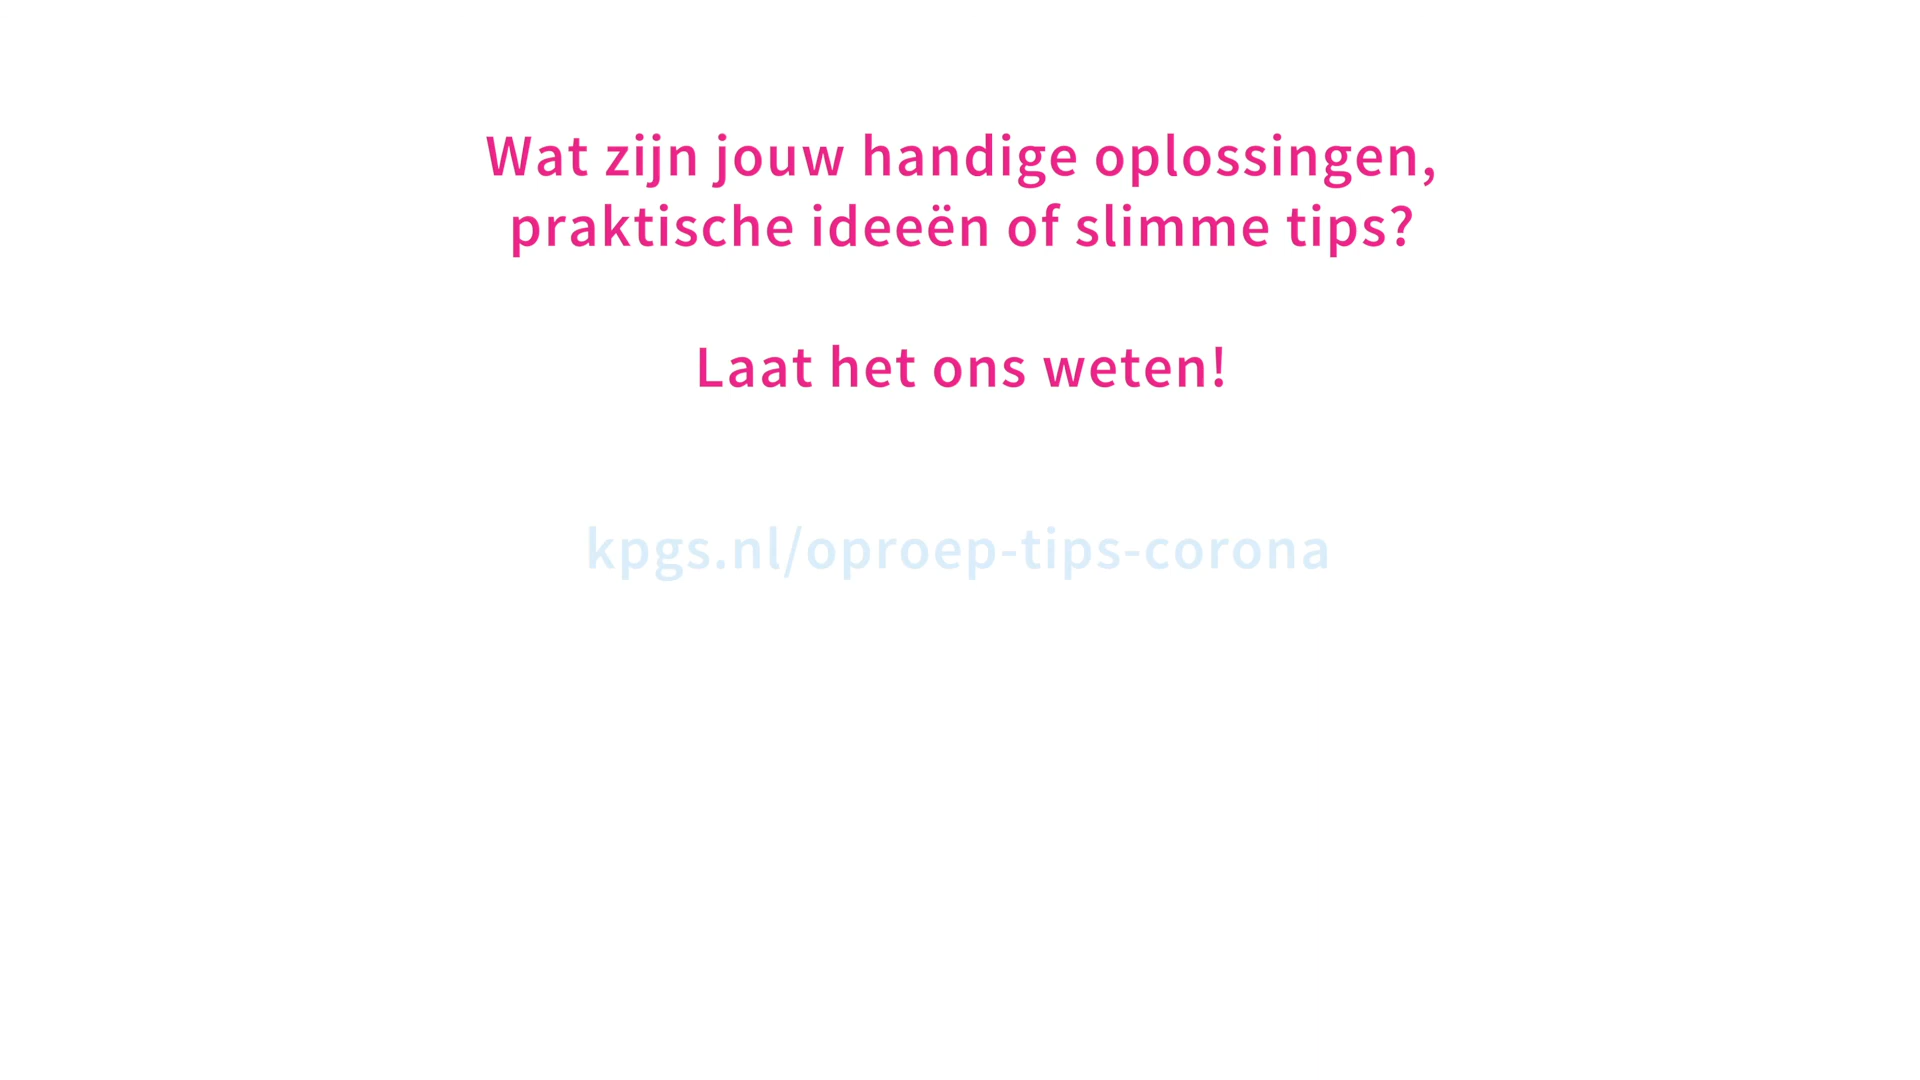 Wat zijn jouw handige oplossingen,
praktische ideeën of slimme tips?
Laat het ons weten!
kpgs.nl/oproep-tips-corona